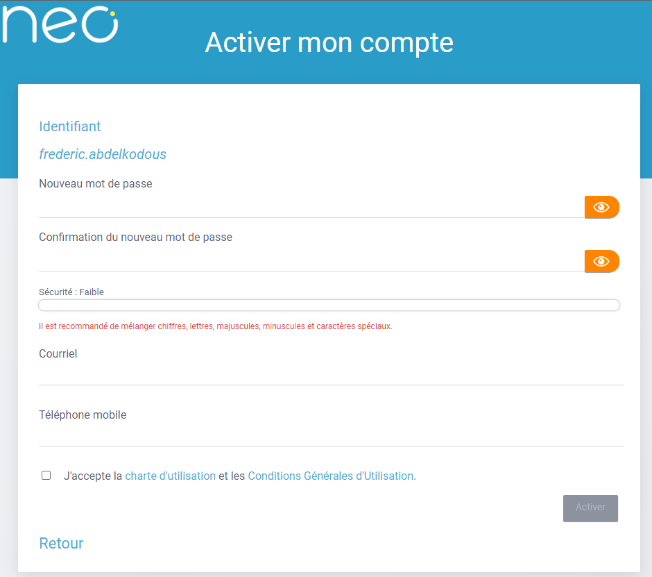 neo
Activer mon compte
Identifiant
frederic.abdelkodous
Nouveau mot de passe
Confirmation du nouveau mot de passe
Sécurité : Faible
Il est recommandé de mélanger chiffres, lettres, majuscules, minuscules et caractères spéciaux.
Courriel
Téléphone mobile
J'accepte la charte d'utilisation et les Conditions Générales d'Utilisation.
Activer
Retour